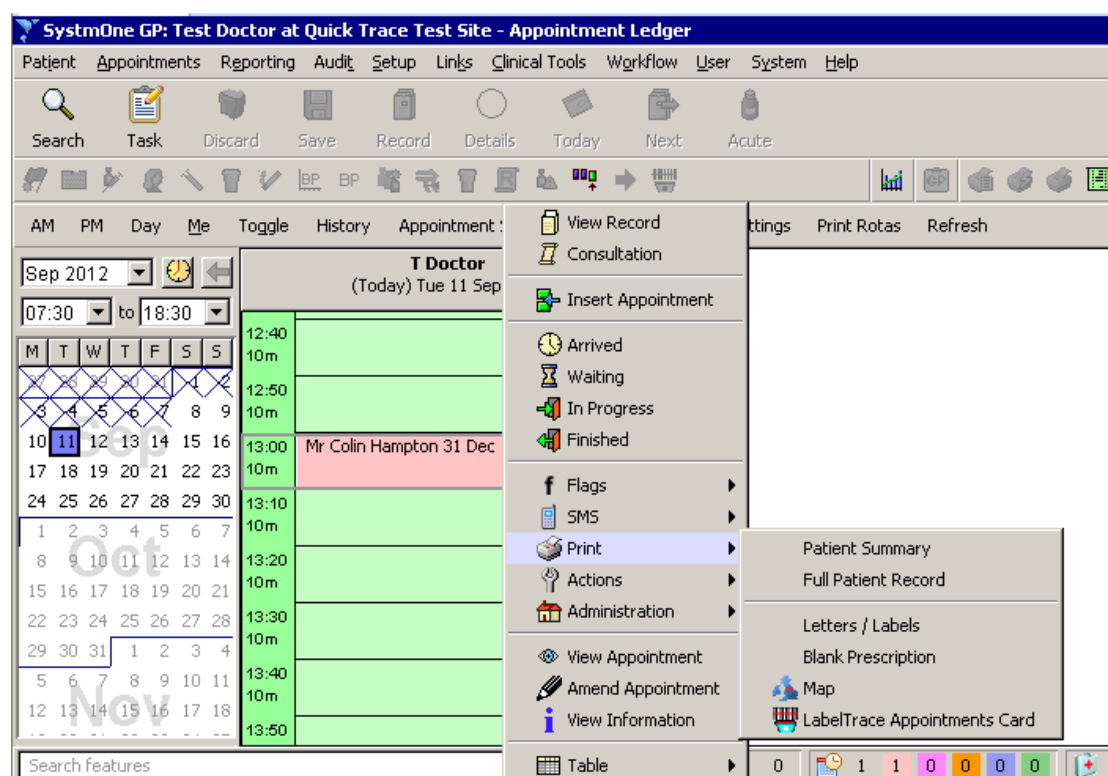 SystmOne GP: Test Doctor at Quick Trace Test Site - Appointment Ledger
Patient Appointments Reporting Audit Setup Links Clinical Tools Workflow User System Help
Search Task Discard Save Record Details Today Next Acute
BP BP R GP
AM PM Day Me Toggle History Appointment ttings Print Rotas Refresh
Sep 2012
07:30 to 18:30
M T W T F S S
27 28 29 30 31 1 2
3 4 5 6 7 8 9
10 11 12 13 14 15 16
17 18 19 20 21 22 23
24 25 26 27 28 29 30
Sep
1 2 3 4 5 6 7
8 9 10 11 12 13 14
15 16 17 18 19 20 21
22 23 24 25 26 27 28
29 30 31 1 2 3 4
Oct
5 6 7 8 9 10 11
12 13 14 15 16 17 18
Nov
T Doctor
(Today) Tue 11 Sep
12:40
10m
12:50
10m
13:00 Mr Colin Hampton 31 Dec
10m
13:10
10m
13:20
10m
13:30
10m
13:40
10m
13:50
View Record
Consultation
Insert Appointment
Arrived
Waiting
In Progress
Finished
Flags
SMS
Print
Actions
Administration
View Appointment
Amend Appointment
View Information
Table
Patient Summary
Full Patient Record
Letters / Labels
Blank Prescription
Map
LabelTrace Appointments Card
Search features
0 1 1 0 0 0 0